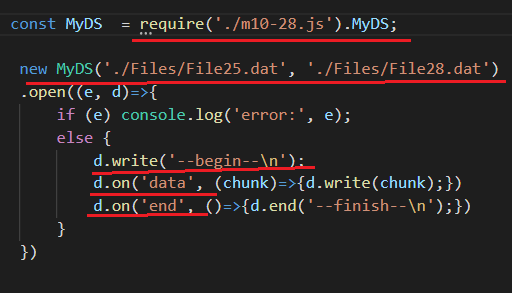 const MyDS  = require('./m10-28.js').MyDS;
new MyDS('./Files/File25.dat', './Files/File28.dat')
.open((e, d)=>{
if (e) console.log('error:', e);
else {
d.write('--begin--\n');
d.on('data', (chunk)=>{d.write(chunk);})
d.on('end', ()=>{d.end('--finish--\n');})
}
})